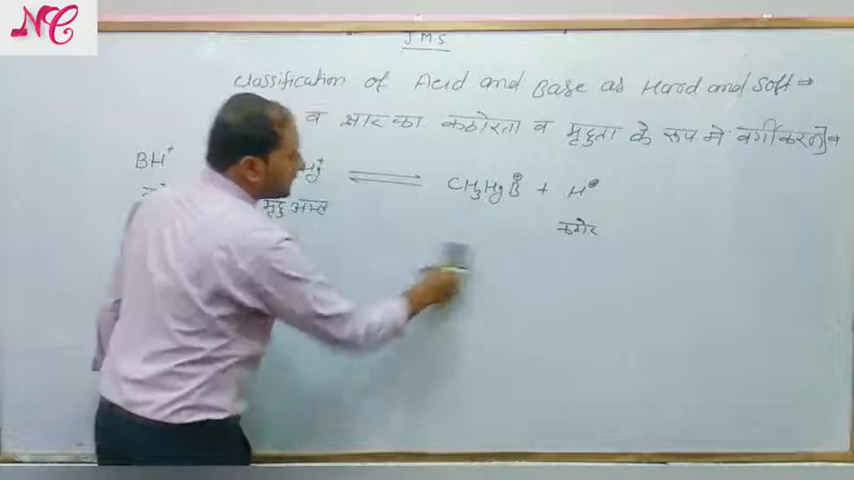 NC
JMS
Classification of Acid and Base as Hard and Soft ⇒
व क्षार का कठोरता व मृदुता के रूप में वर्गीकरण व
BH⁺ Hg⁺ ⇌ CH₃HgB⊕ + H⊕
मृदु अम्ल कठोर